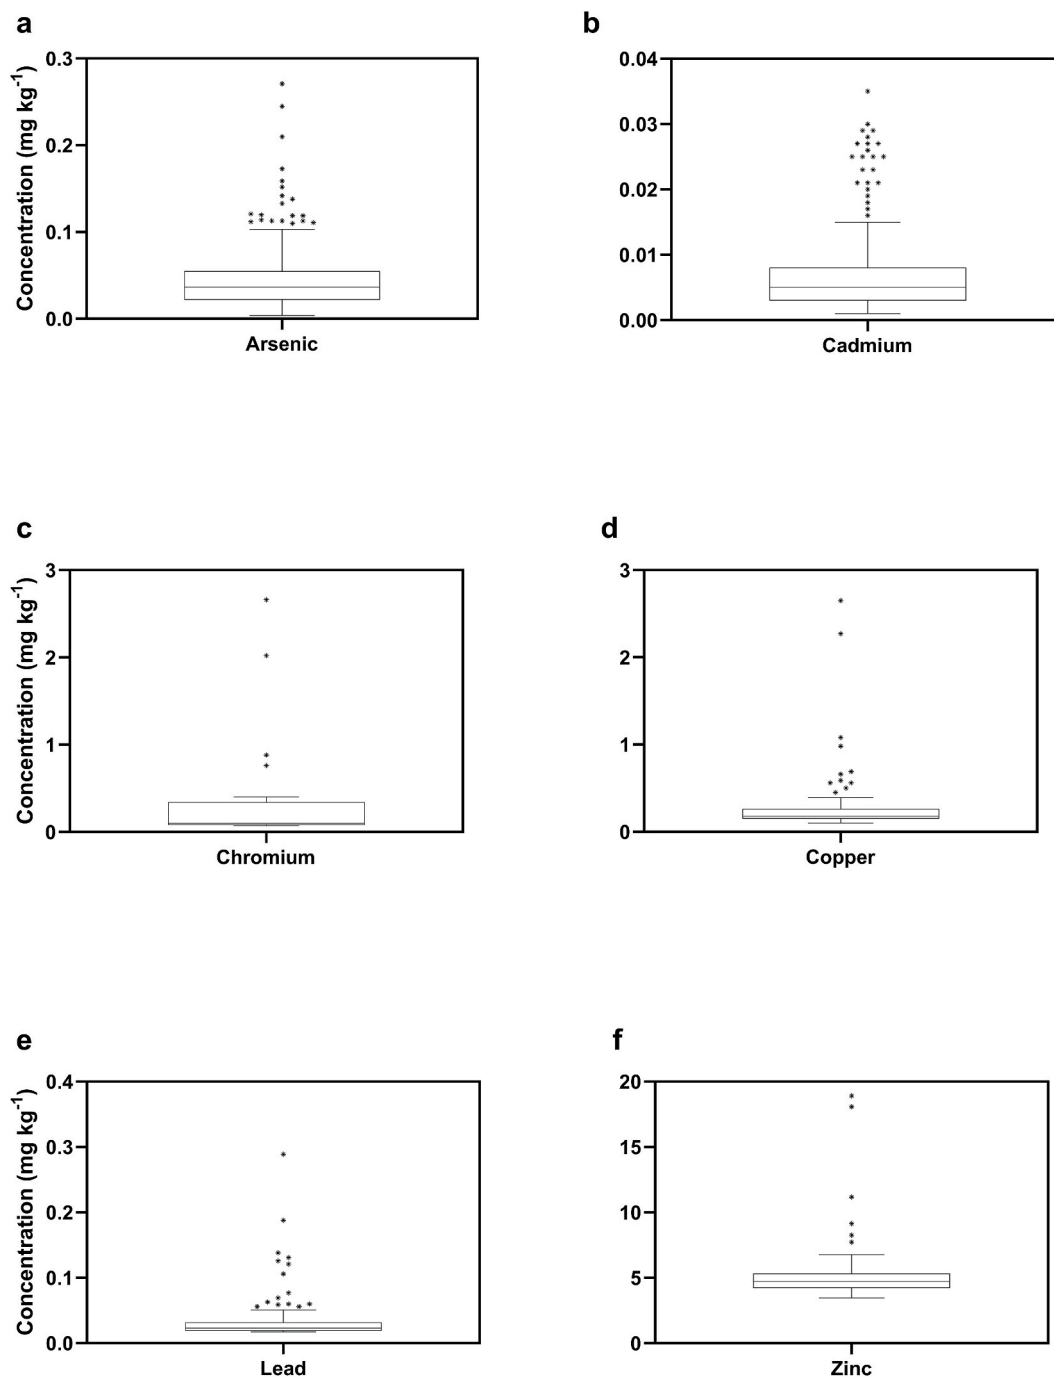 a
b
Concentration (mg kg-1)
0.3
0.2
0.1
0.0
Arsenic
0.04
0.03
0.02
0.01
0.00
Cadmium
c
d
Concentration (mg kg-1)
3
2
1
0
Chromium
3
2
1
0
Copper
e
f
Concentration (mg kg-1)
0.4
0.3
0.2
0.1
0.0
Lead
20
15
10
5
0
Zinc